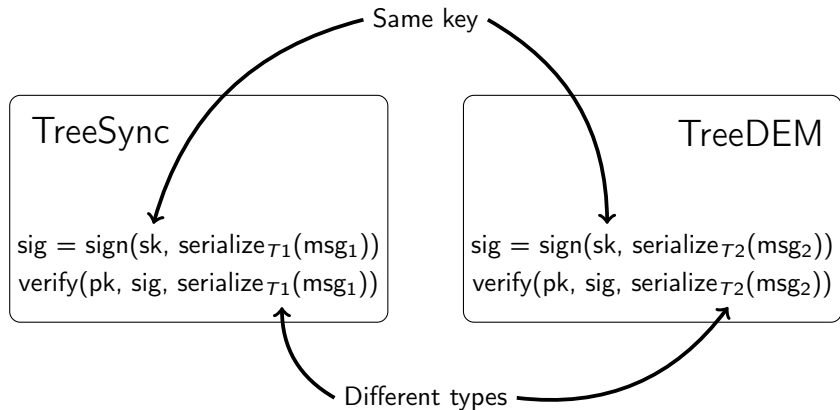 Same key
TreeSync
TreeDEM
sig = sign(sk, serialize_T1(msg_1))
verify(pk, sig, serialize_T1(msg_1))
sig = sign(sk, serialize_T2(msg_2))
verify(pk, sig, serialize_T2(msg_2))
Different types